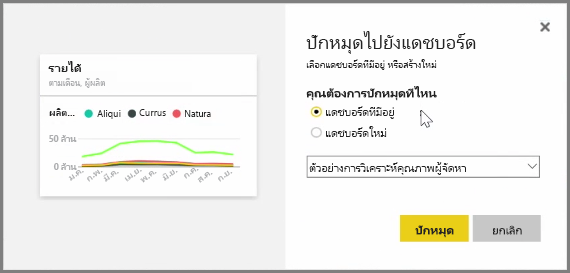 รายได้
ตามเดือน, ผู้ผลิต
ผลิต... Aliqui Currus Natura
50 ล้าน
0 ล้าน
ม.ค. ก.พ. มี.ค. เม.ย. พ.ค. มิ.ย. ก.ค. ส.ค. ก.ย.
ปักหมุดไปยังแดชบอร์ด
เลือกแดชบอร์ดที่มีอยู่ หรือสร้างใหม่
คุณต้องการปักหมุดที่ไหน
แดชบอร์ดที่มีอยู่
แดชบอร์ดใหม่
ตัวอย่างการวิเคราะห์คุณภาพผู้จัดหา
ปักหมุด
ยกเลิก